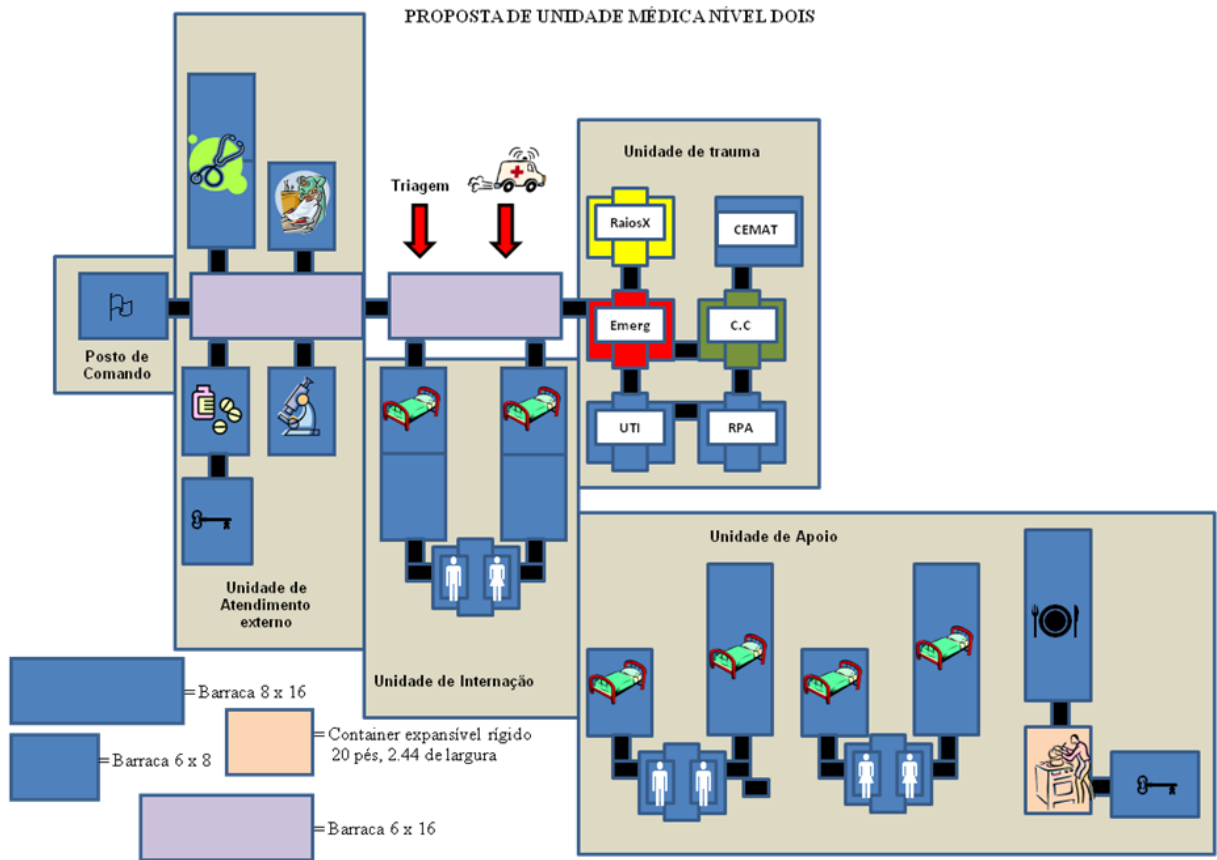 PROPOSTA DE UNIDADE MÉDICA NÍVEL DOIS
Unidade de trauma
Triagem
RaiosX
CEMAT
Emerg
C.C
Posto de
Comando
UTI
RPA
Unidade de Apoio
Unidade de
Atendimento
externo
Unidade de Internação
=Barraca 8 x 16
=Container expansível rígido
20 pés, 2.44 de largura
=Barraca 6 x 8
=Barraca 6 x 16